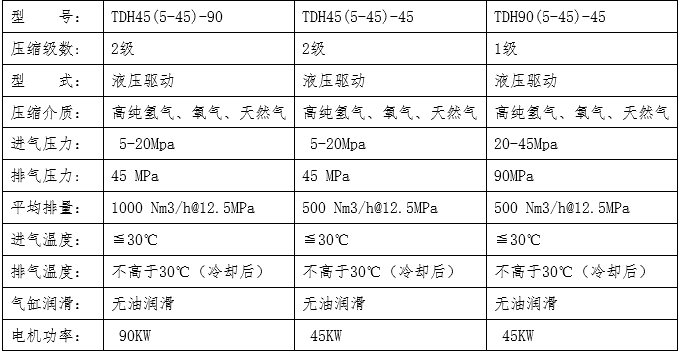 型 号: TDH45(5-45)-90 TDH45(5-45)-45 TDH90(5-45)-45
压缩级数: 2级 2级 1级
型 式: 液压驱动 液压驱动 液压驱动
压缩介质: 高纯氢气、氧气、天然气 高纯氢气、氧气、天然气 高纯氢气、氧气、天然气
进气压力: 5-20Mpa 5-20Mpa 20-45Mpa
排气压力: 45 MPa 45 MPa 90MPa
平均排量: 1000 Nm3/h@12.5MPa 500 Nm3/h@12.5MPa 500 Nm3/h@12.5MPa
进气温度: ≦30℃ ≦30℃ ≦30℃
排气温度: 不高于30℃(冷却后) 不高于30℃(冷却后) 不高于30℃(冷却后)
气缸润滑: 无油润滑 无油润滑 无油润滑
电机功率: 90KW 45KW 45KW